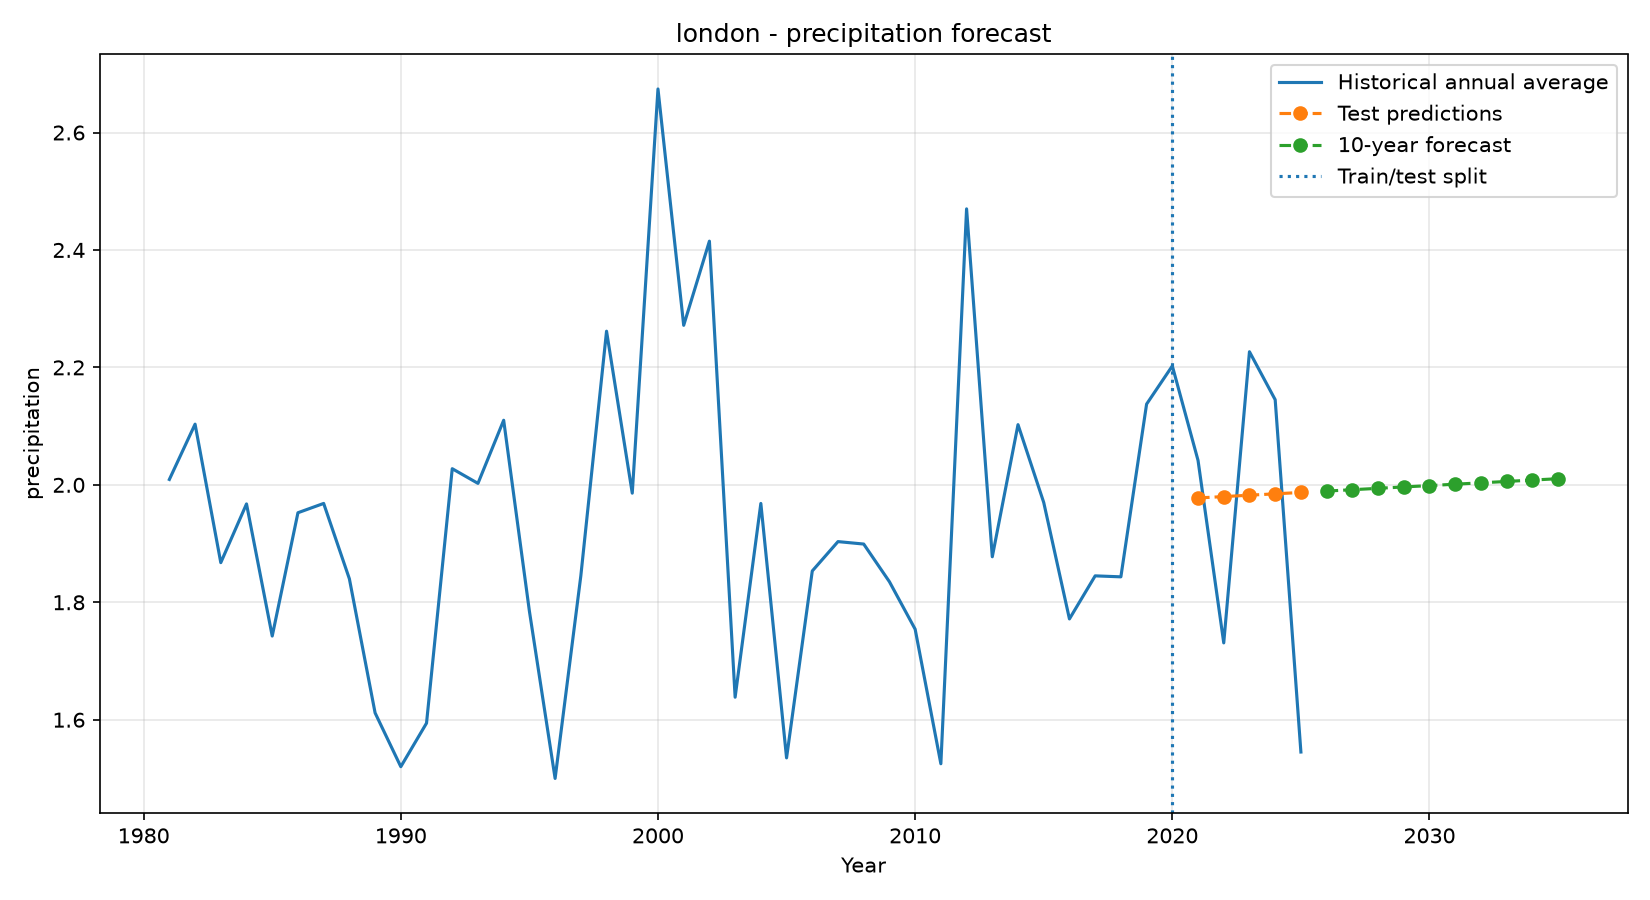 london - precipitation forecast
Historical annual average
Test predictions
10-year forecast
Train/test split
precipitation
2.6
2.4
2.2
2.0
1.8
1.6
1980
1990
2000
2010
2020
2030
Year